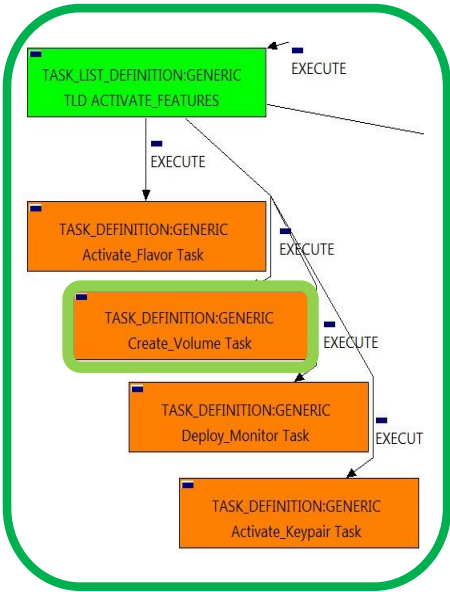 EXECUTE
TASK_LIST_DEFINITION:GENERIC
TLD ACTIVATE_FEATURES
EXECUTE
TASK_DEFINITION:GENERIC
Activate_Flavor Task
EXECUTE
TASK_DEFINITION:GENERIC
Create_Volume Task
EXECUTE
TASK_DEFINITION:GENERIC
Deploy_Monitor Task
EXECUT
TASK_DEFINITION:GENERIC
Activate_Keypair Task